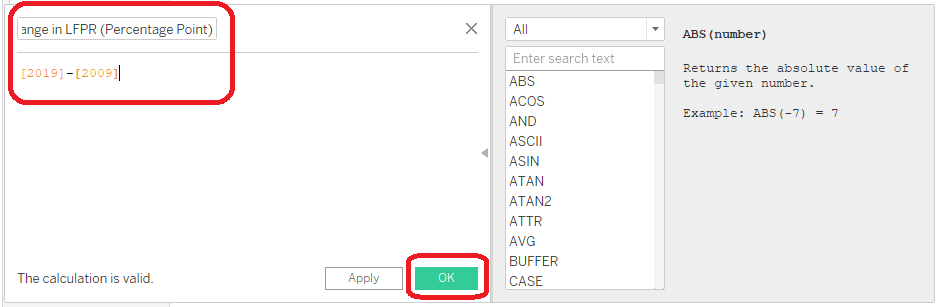 ange in LFPR (Percentage Point)
[2019]-[2009]
The calculation is valid.
Apply
OK
All
Enter search text
ABS
ACOS
AND
ASCII
ASIN
ATAN
ATAN2
ATTR
AVG
BUFFER
CASE
ABS(number)
Returns the absolute value of
the given number.
Example: ABS(-7) = 7